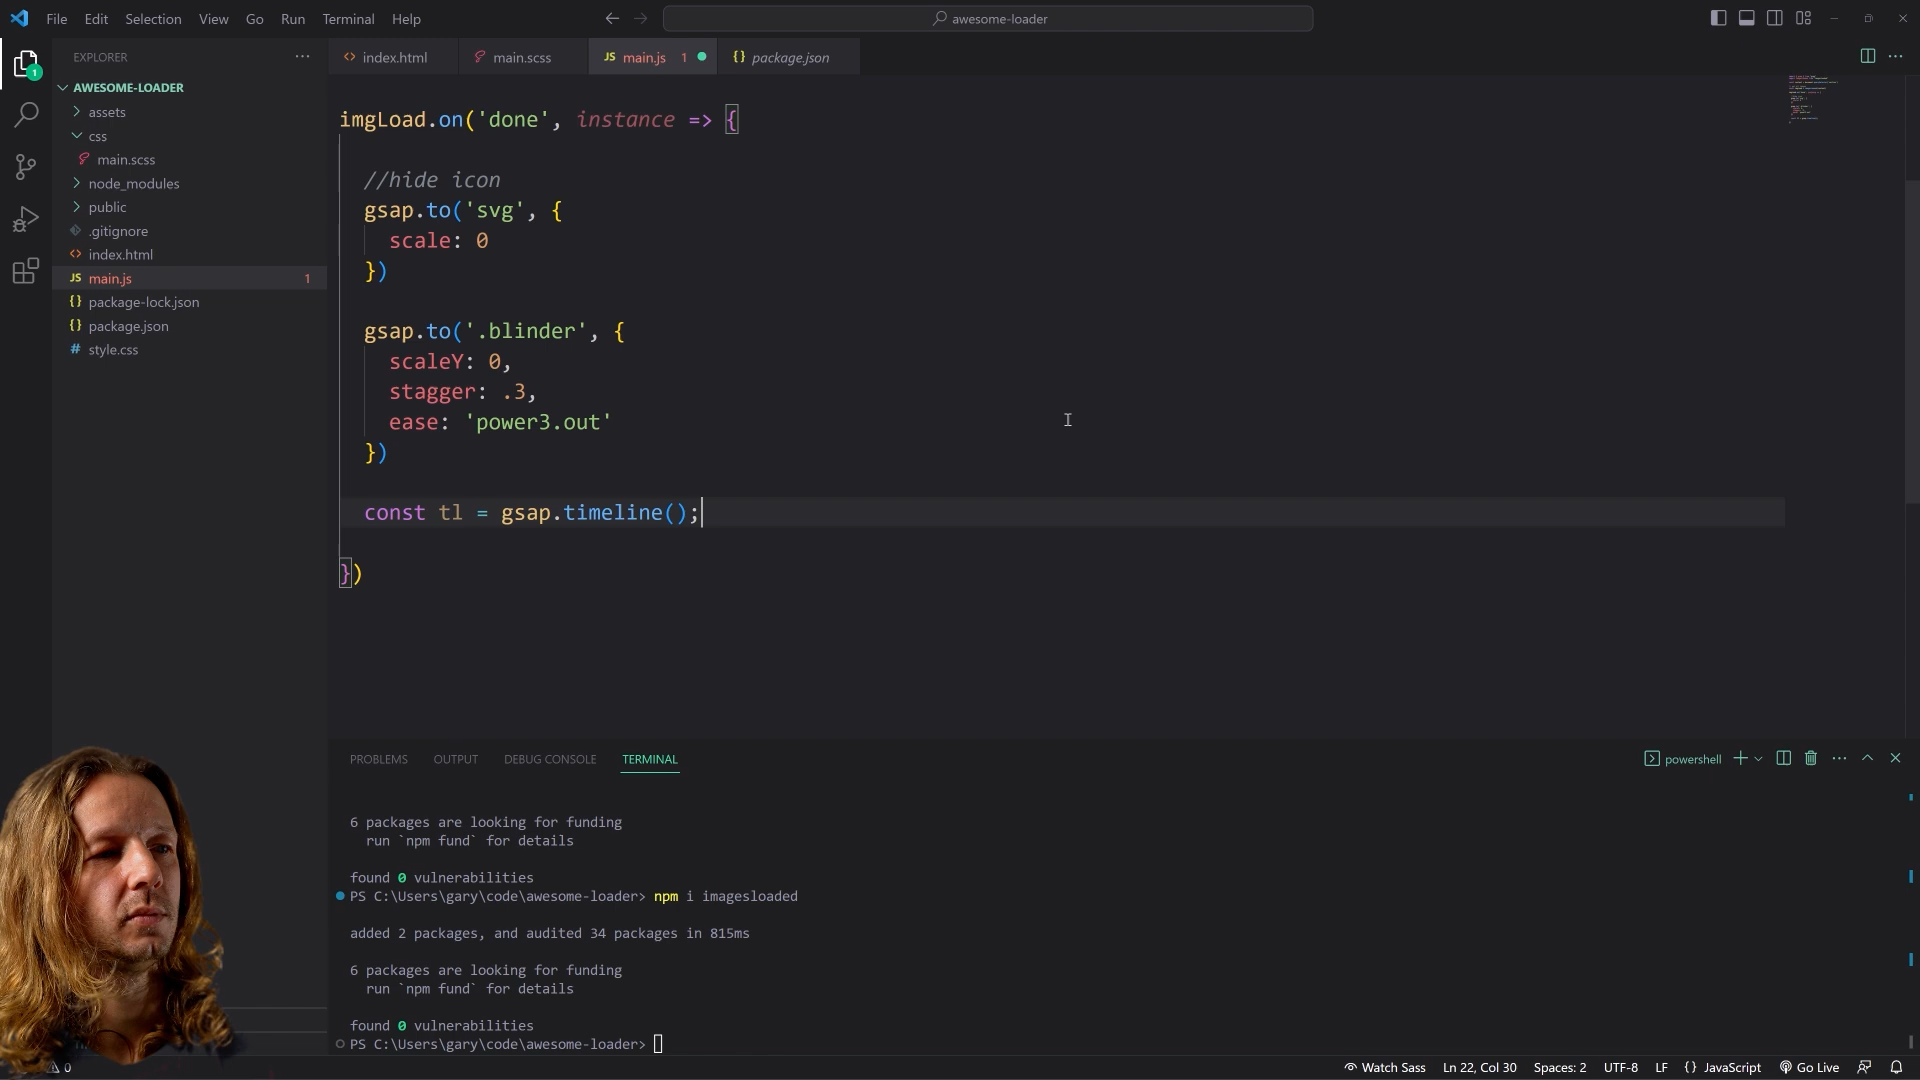 File Edit Selection View Go Run Terminal Help
awesome-loader
EXPLORER
index.html
main.scss
JS main.js 1
{} package.json
AWESOME-LOADER
assets
css
main.scss
node_modules
public
.gitignore
index.html
JS main.js 1
{} package-lock.json
{} package.json
# style.css
1
imgLoad.on('done', instance => {
//hide icon
gsap.to('svg', {
scale: 0
})
gsap.to('.blinder', {
scaleY: 0,
stagger: .3,
ease: 'power3.out'
})
const tl = gsap.timeline();
})
PROBLEMS OUTPUT DEBUG CONSOLE TERMINAL
powershell
6 packages are looking for funding
run `npm fund` for details
found 0 vulnerabilities
PS C:\Users\gary\code\awesome-loader> npm i imagesloaded
added 2 packages, and audited 34 packages in 815ms
6 packages are looking for funding
run `npm fund` for details
found 0 vulnerabilities
PS C:\Users\gary\code\awesome-loader>
0
Watch Sass Ln 22, Col 30 Spaces: 2 UTF-8 LF {} JavaScript Go Live